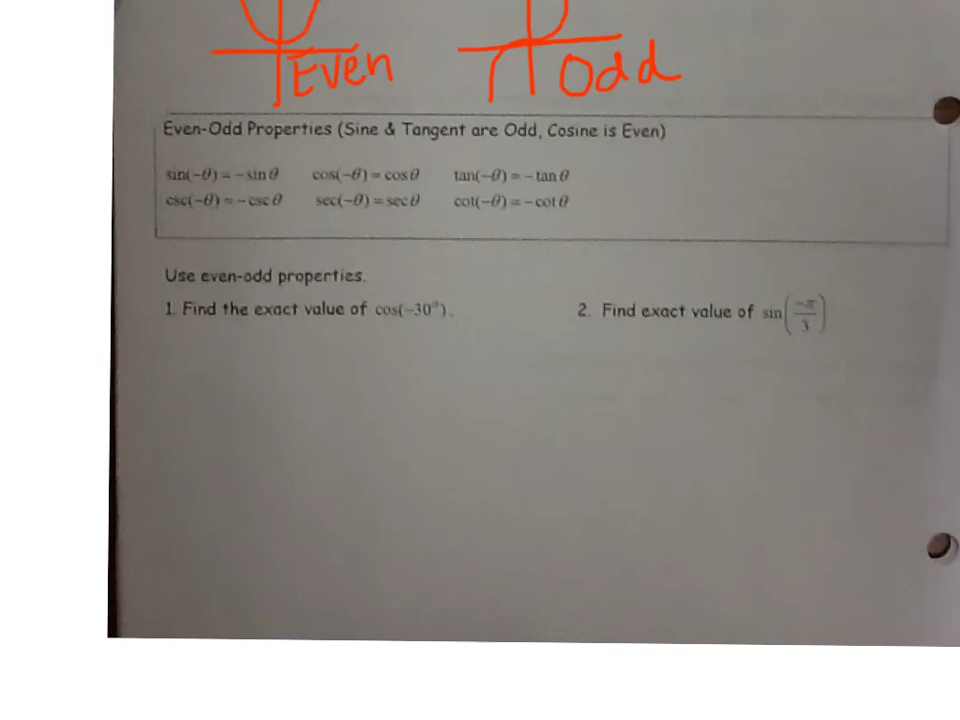 Even Odd
Even-Odd Properties (Sine & Tangent are Odd, Cosine is Even)
sin(−θ) = −sin θ cos(−θ) = cos θ tan(−θ) = −tan θ
csc(−θ) = −csc θ sec(−θ) = sec θ cot(−θ) = −cot θ
Use even-odd properties.
1. Find the exact value of cos(−30°). 2. Find exact value of sin(−π/3)